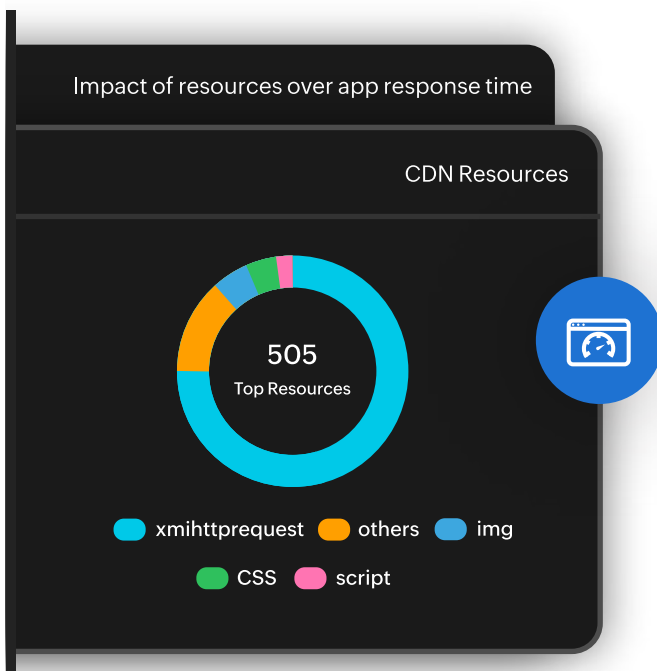 Impact of resources over app response time
CDN Resources
505
Top Resources
xmihttprequest others img
CSS script